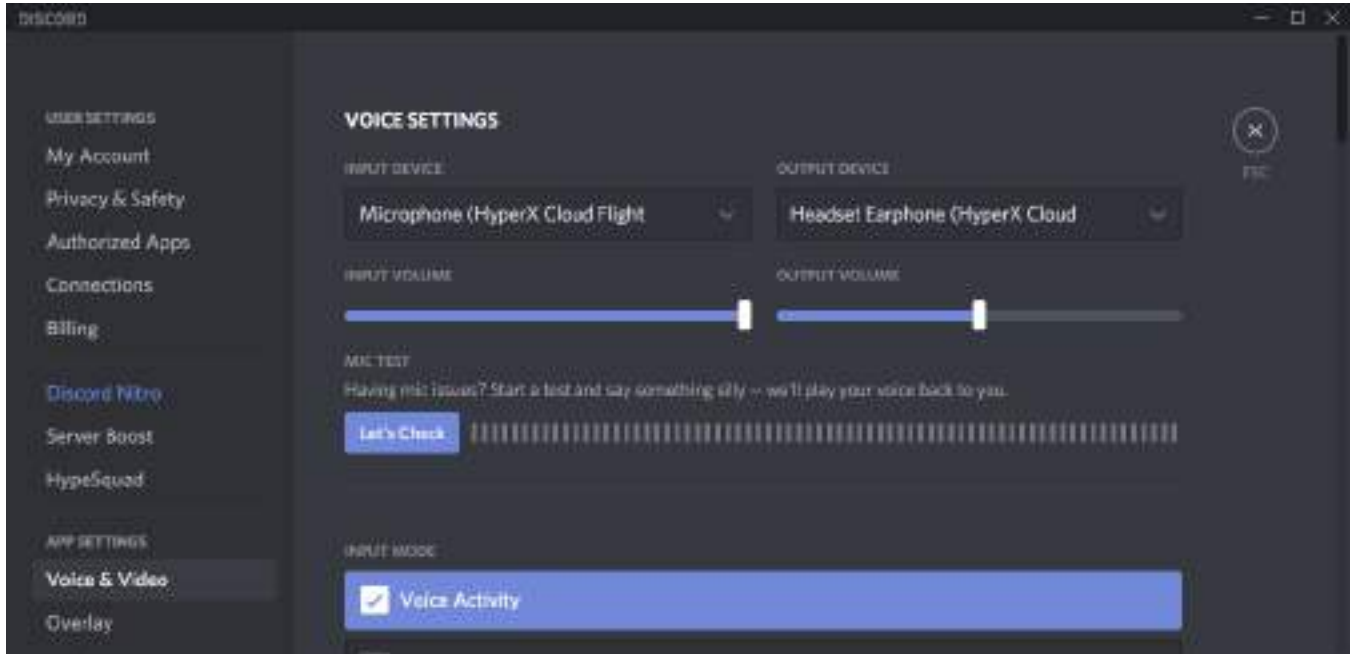 DISCORD
USER SETTINGS
My Account
Privacy & Safety
Authorized Apps
Connections
Billing
Discord Nitro
Server Boost
HypeSquad
APP SETTINGS
Voice & Video
Overlay
VOICE SETTINGS
INPUT DEVICE
Microphone (HyperX Cloud Flight
OUTPUT DEVICE
Headset Earphone (HyperX Cloud
INPUT VOLUME
OUTPUT VOLUME
MIC TEST
Having mic issues? Start a test and say something silly – we'll play your voice back to you.
Let's Check
INPUT MODE
Voice Activity
ESC